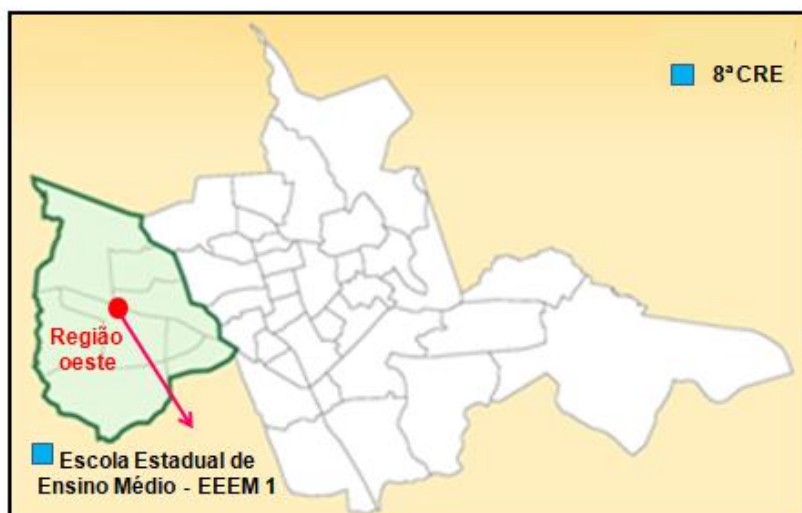 8ª CRE
Região
oeste
Escola Estadual de
Ensino Médio - EEEM 1